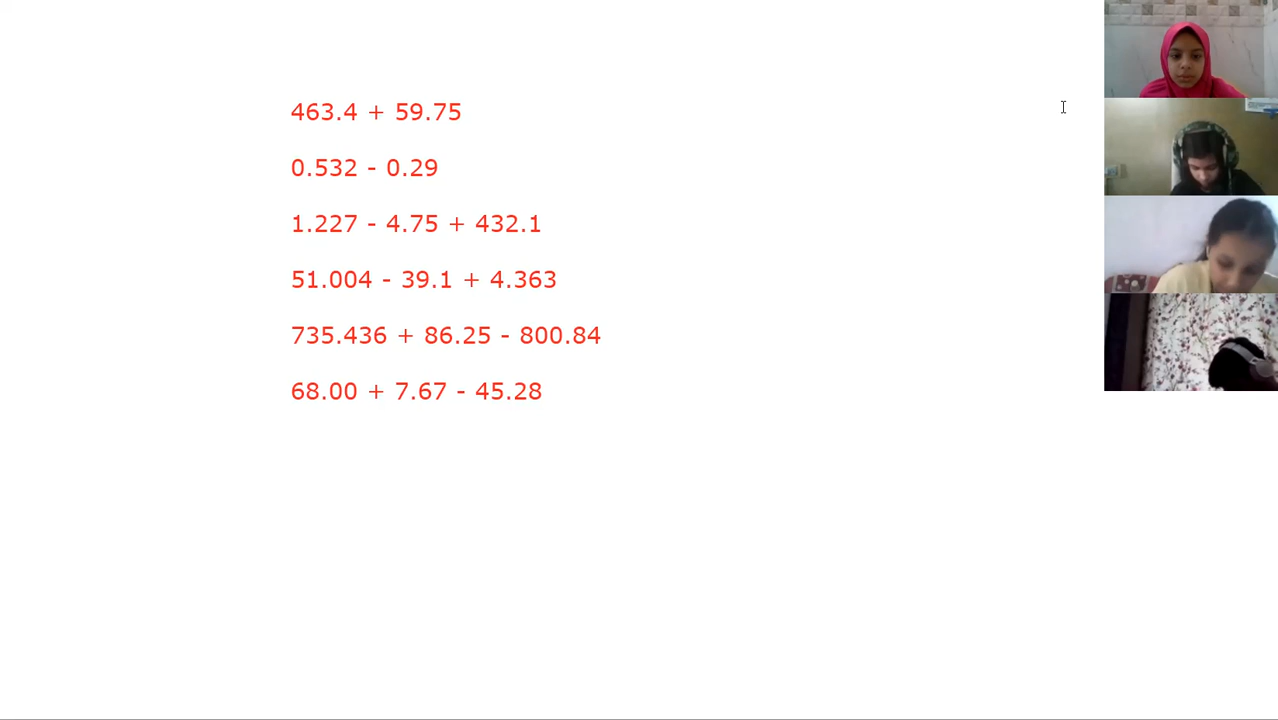 463.4 + 59.75
0.532 - 0.29
1.227 - 4.75 + 432.1
51.004 - 39.1 + 4.363
735.436 + 86.25 - 800.84
68.00 + 7.67 - 45.28